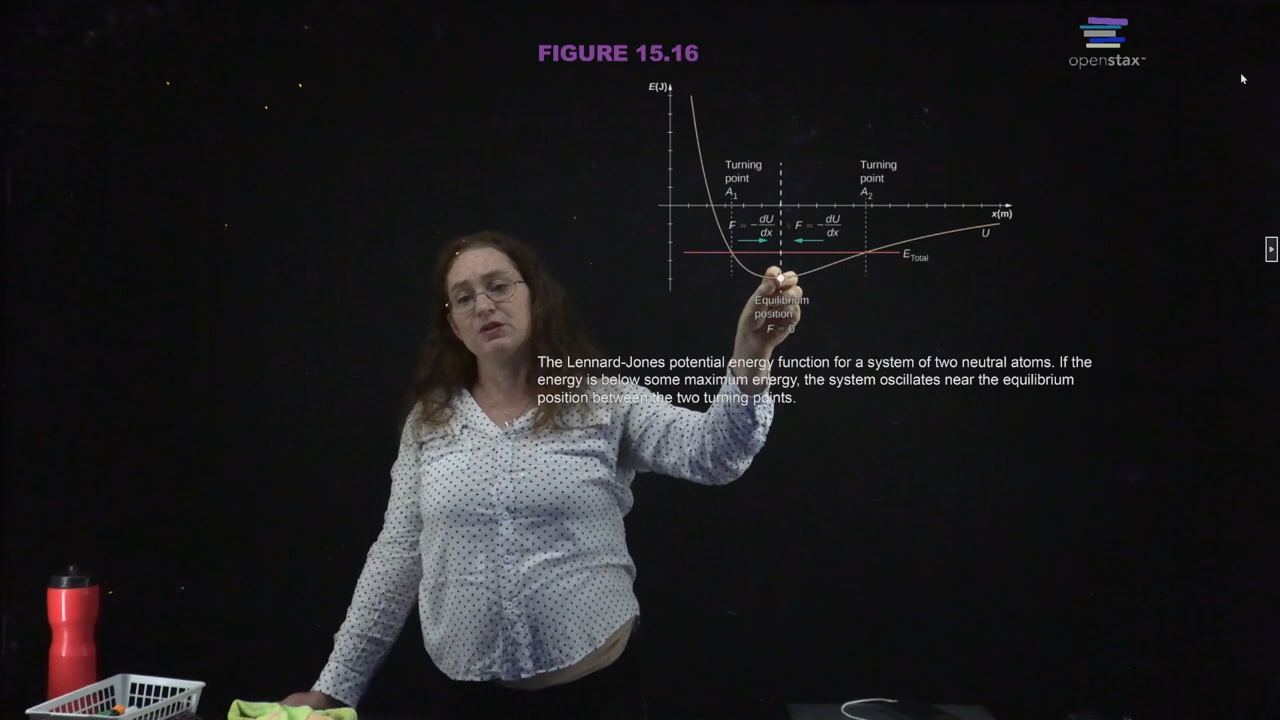 FIGURE 15.16
openstax™
E(J)
Turning
point
A₁
Turning
point
A₂
x(m)
F = -dU/dx
F = -dU/dx
U
E_Total
Equilibrium
position
F = 0
The Lennard-Jones potential energy function for a system of two neutral atoms. If the
energy is below some maximum energy, the system oscillates near the equilibrium
position between the two turning points.